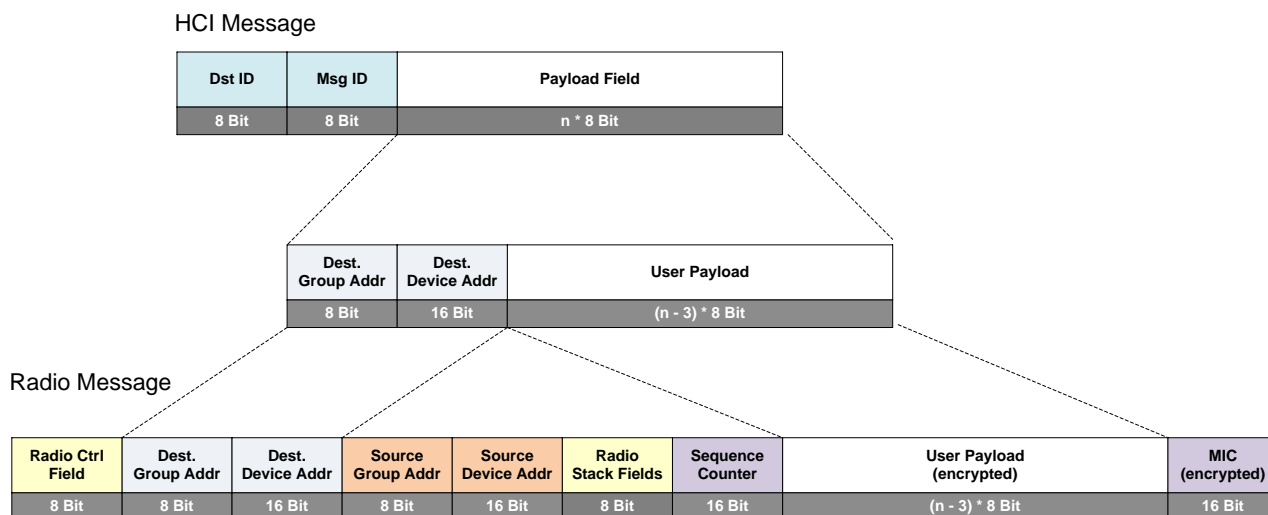 HCI Message
Dst ID Msg ID Payload Field
8 Bit 8 Bit n * 8 Bit
Dest. Dest. User Payload
Group Addr Device Addr
8 Bit 16 Bit (n - 3) * 8 Bit
Radio Message
Radio Ctrl Dest. Dest. Source Source Radio Sequence User Payload MIC
Field Group Addr Device Addr Group Addr Device Addr Stack Fields Counter (encrypted) (encrypted)
8 Bit 8 Bit 16 Bit 8 Bit 16 Bit 8 Bit 16 Bit (n - 3) * 8 Bit 16 Bit